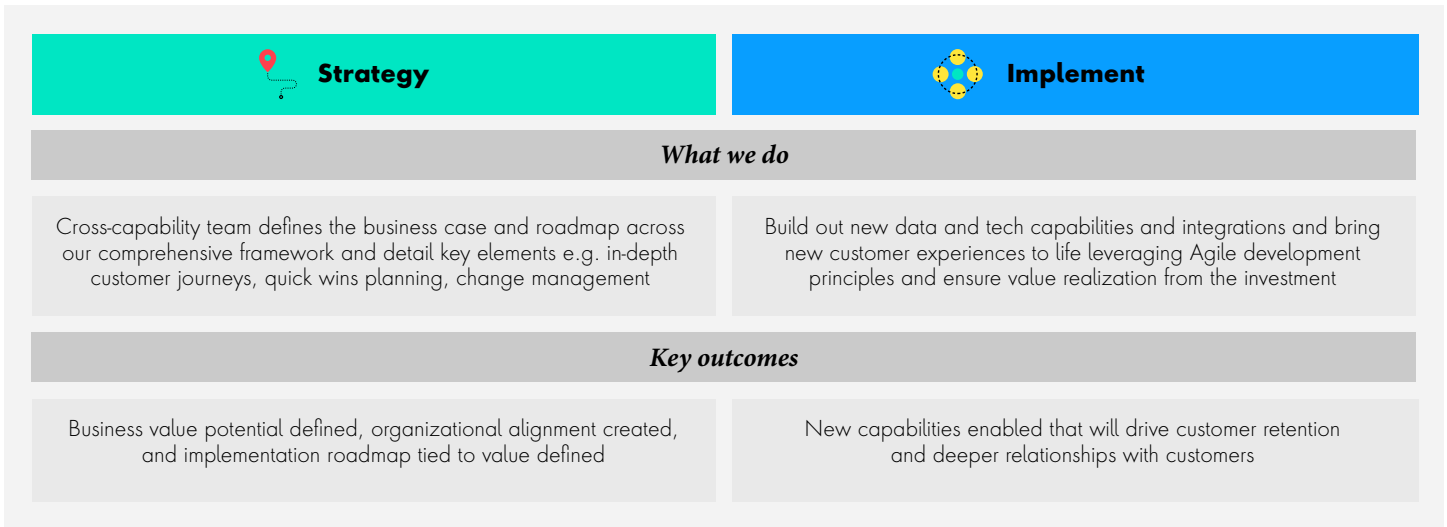 Strategy
Implement
What we do
Cross-capability team defines the business case and roadmap across
our comprehensive framework and detail key elements e.g. in-depth
customer journeys, quick wins planning, change management
Build out new data and tech capabilities and integrations and bring
new customer experiences to life leveraging Agile development
principles and ensure value realization from the investment
Key outcomes
Business value potential defined, organizational alignment created,
and implementation roadmap tied to value defined
New capabilities enabled that will drive customer retention
and deeper relationships with customers